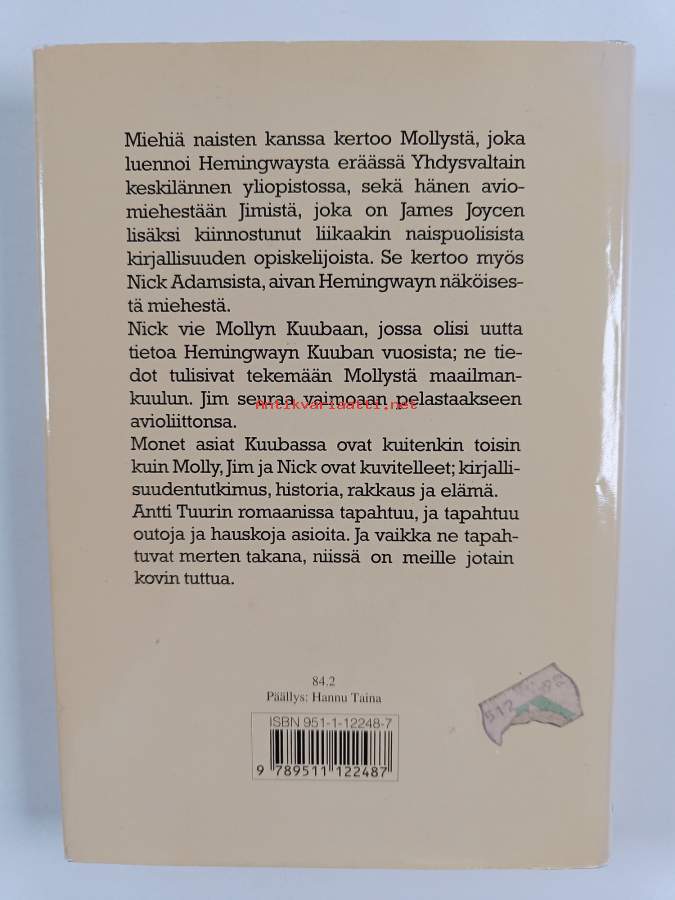 Miehiä naisten kanssa kertoo Mollystä, joka
luennoi Hemingwaysta eräässä Yhdysvaltain
keskilännen yliopistossa, sekä hänen avio-
miehestään Jimistä, joka on James Joycen
lisäksi kiinnostunut liikaakin naispuolisista
kirjallisuuden opiskelijoista. Se kertoo myös
Nick Adamsista, aivan Hemingwayn näköises-
tä miehestä.
Nick vie Mollyn Kuubaan, jossa olisi uutta
tietoa Hemingwayn Kuuban vuosista; ne tie-
dot tulisivat tekemään Mollystä maailman-
kuulun. Jim seuraa vaimoaan pelastaakseen
Antikvariaatti.net
avioliittonsa.
Monet asiat Kuubassa ovat kuitenkin toisin
kuin Molly, Jim ja Nick ovat kuvitelleet; kirjalli-
suudentutkimus, historia, rakkaus ja elämä.
Antti Tuurin romaanissa tapahtuu, ja tapahtuu
outoja ja hauskoja asioita. Ja vaikka ne tapah-
tuvat merten takana, niissä on meille jotain
kovin tuttua.
84.2
Päällys: Hannu Taina
ISBN 951-1-12248-7
9 789511 122487
512